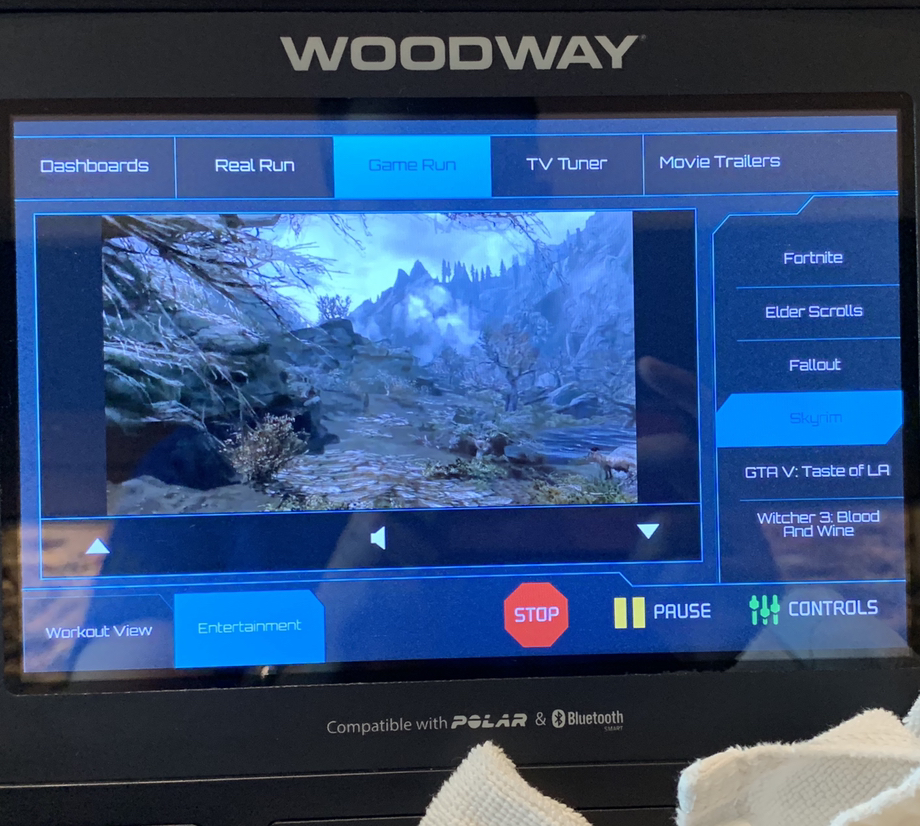 WOODWAY
Dashboards
Real Run
Game Run
TV Tuner
Movie Trailers
Fortnite
Elder Scrolls
Fallout
Skyrim
GTA V: Taste of LA
Witcher 3: Blood
And Wine
Workout View
Entertainment
STOP
PAUSE
CONTROLS
Compatible with POLAR & Bluetooth
SMART